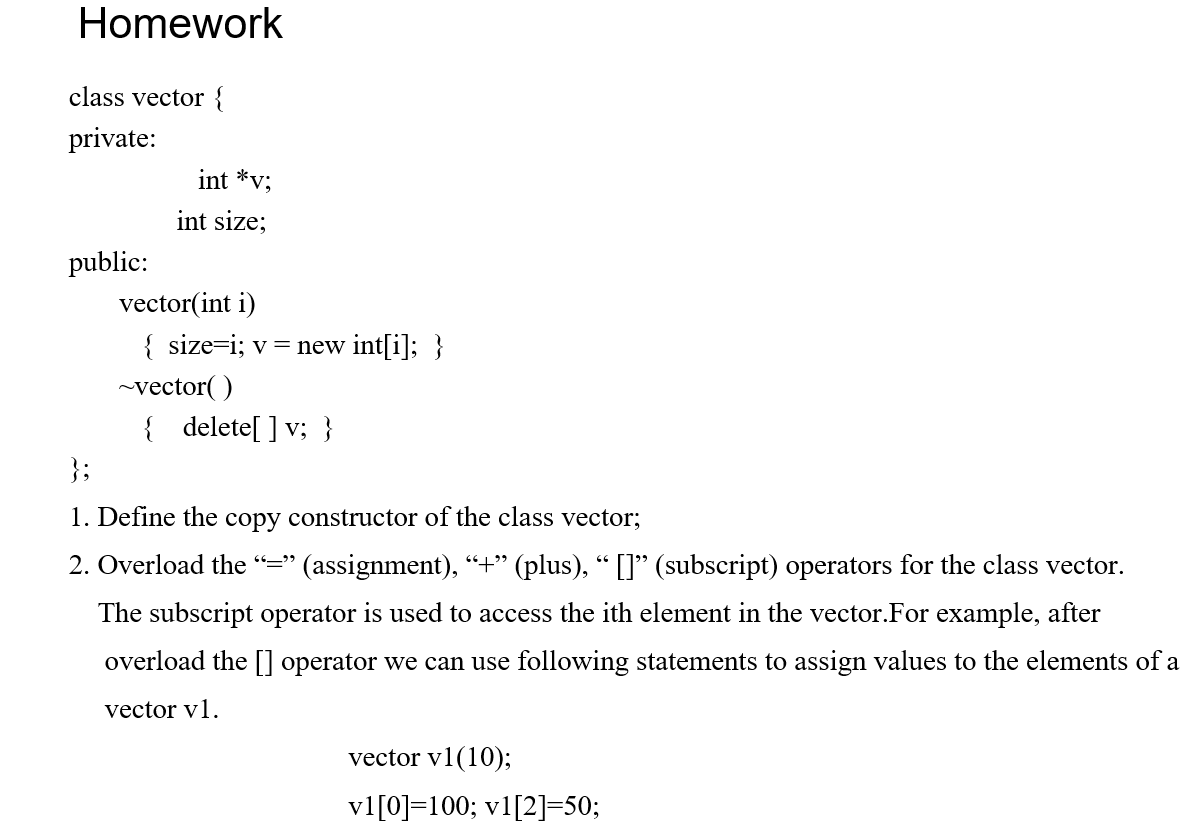 Homework
class vector {
private:
int *v;
int size;
public:
vector(int i)
{ size=i; v = new int[i]; }
~vector( )
{ delete[ ] v; }
};
1. Define the copy constructor of the class vector;
2. Overload the “=” (assignment), “+” (plus), “ []” (subscript) operators for the class vector.
The subscript operator is used to access the ith element in the vector.For example, after
overload the [] operator we can use following statements to assign values to the elements of a
vector v1.
vector v1(10);
v1[0]=100; v1[2]=50;